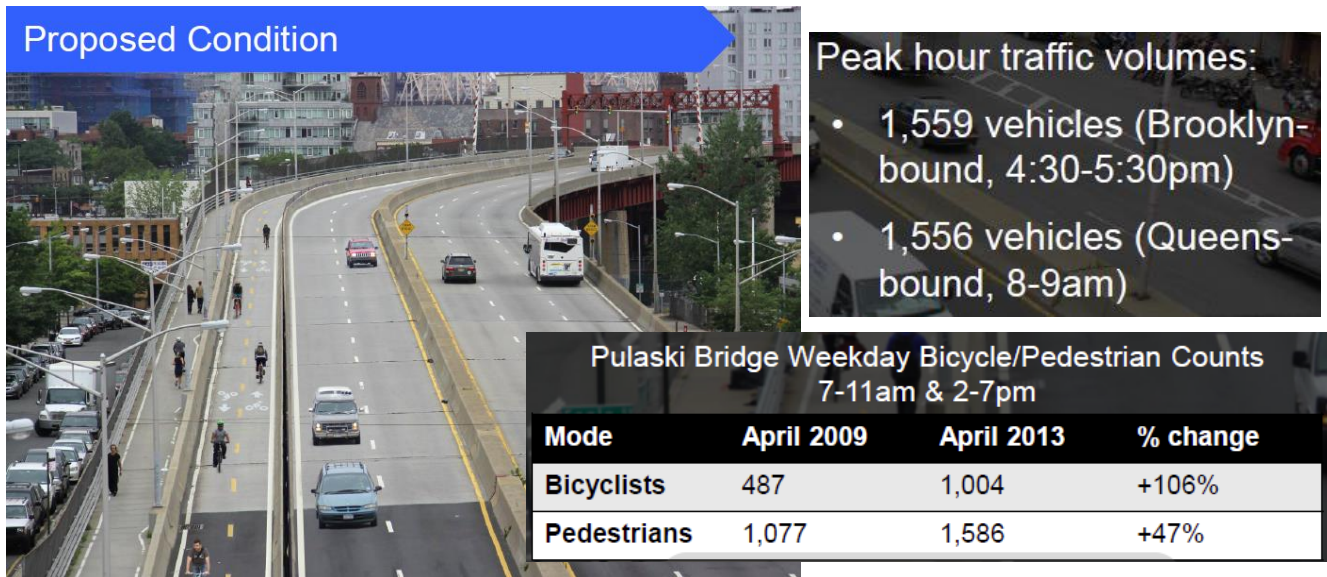 Proposed Condition
Peak hour traffic volumes:
• 1,559 vehicles (Brooklyn-
bound, 4:30-5:30pm)
• 1,556 vehicles (Queens-
bound, 8-9am)
Pulaski Bridge Weekday Bicycle/Pedestrian Counts
7-11am & 2-7pm
Mode April 2009 April 2013 % change
Bicyclists 487 1,004 +106%
Pedestrians 1,077 1,586 +47%